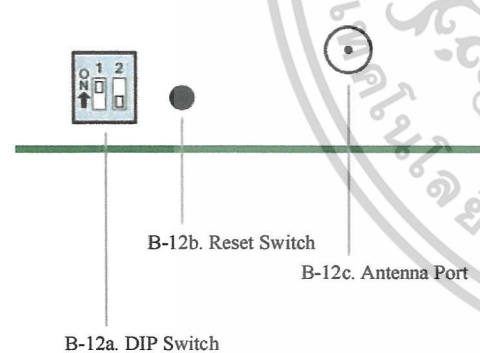 ON 1 2
B-12b. Reset Switch
B-12c. Antenna Port
B-12a. DIP Switch